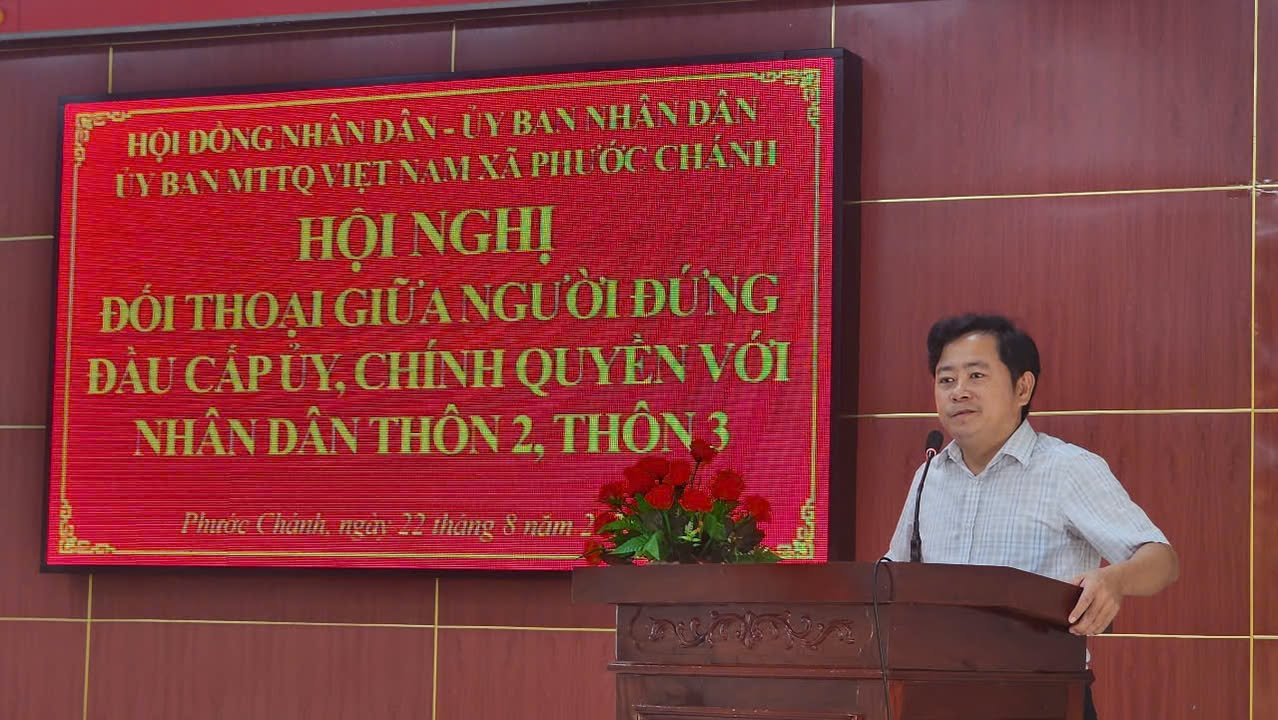 HỘI ĐỒNG NHÂN DÂN - ỦY BAN NHÂN DÂN
ỦY BAN MTTQ VIỆT NAM XÃ PHƯỚC CHÁNH
HỘI NGHỊ
ĐỐI THOẠI GIỮA NGƯỜI ĐỨNG
ĐẦU CẤP ỦY, CHÍNH QUYỀN VỚI
NHÂN DÂN THÔN 2, THÔN 3
Phước Chánh, ngày 22 tháng 8 năm